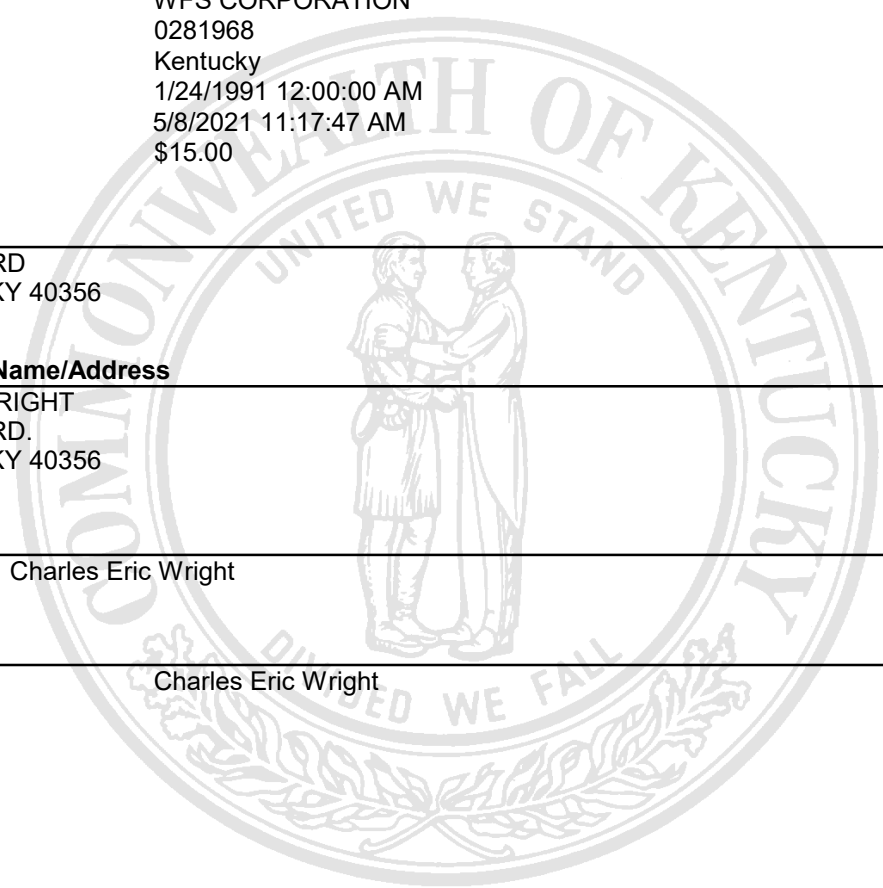 CORPORATION
0281968
Kentucky
1/24/1991 12:00:00 AM
5/8/2021 11:17:47 AM
$15.00
RD
KY 40356
Name/Address
RIGHT
RD.
KY 40356
Charles Eric Wright
Charles Eric Wright
COMMONWEALTH OF KENTUCKY
UNITED WE STAND
DIVIDED WE FALL